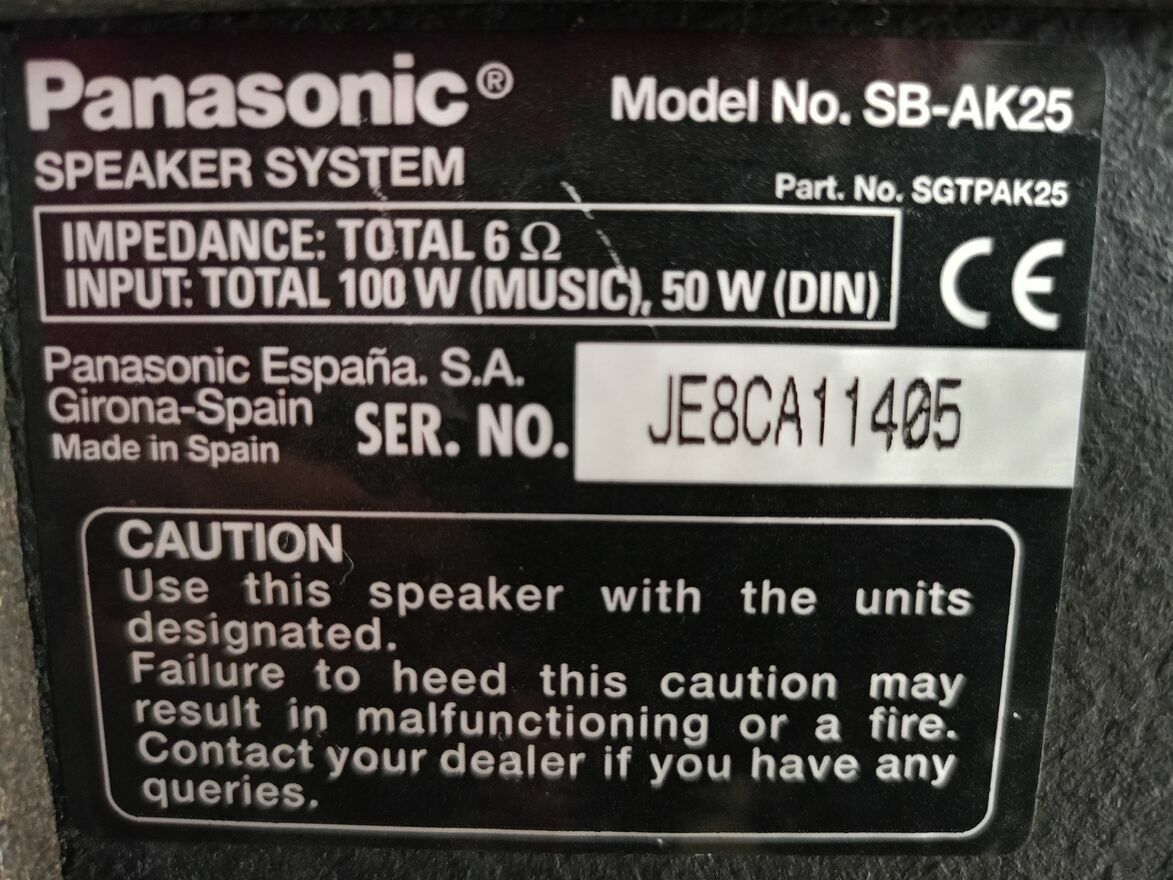 Panasonic®
Model No. SB-AK25
SPEAKER SYSTEM
Part. No. SGTPAK25
IMPEDANCE: TOTAL 6 Ω
INPUT: TOTAL 100 W (MUSIC), 50 W (DIN)
CE
Panasonic España. S.A.
Girona-Spain
Made in Spain
SER. NO.
JE8CA11405
CAUTION
Use this speaker with the units
designated.
Failure to heed this caution may
result in malfunctioning or a fire.
Contact your dealer if you have any
queries.